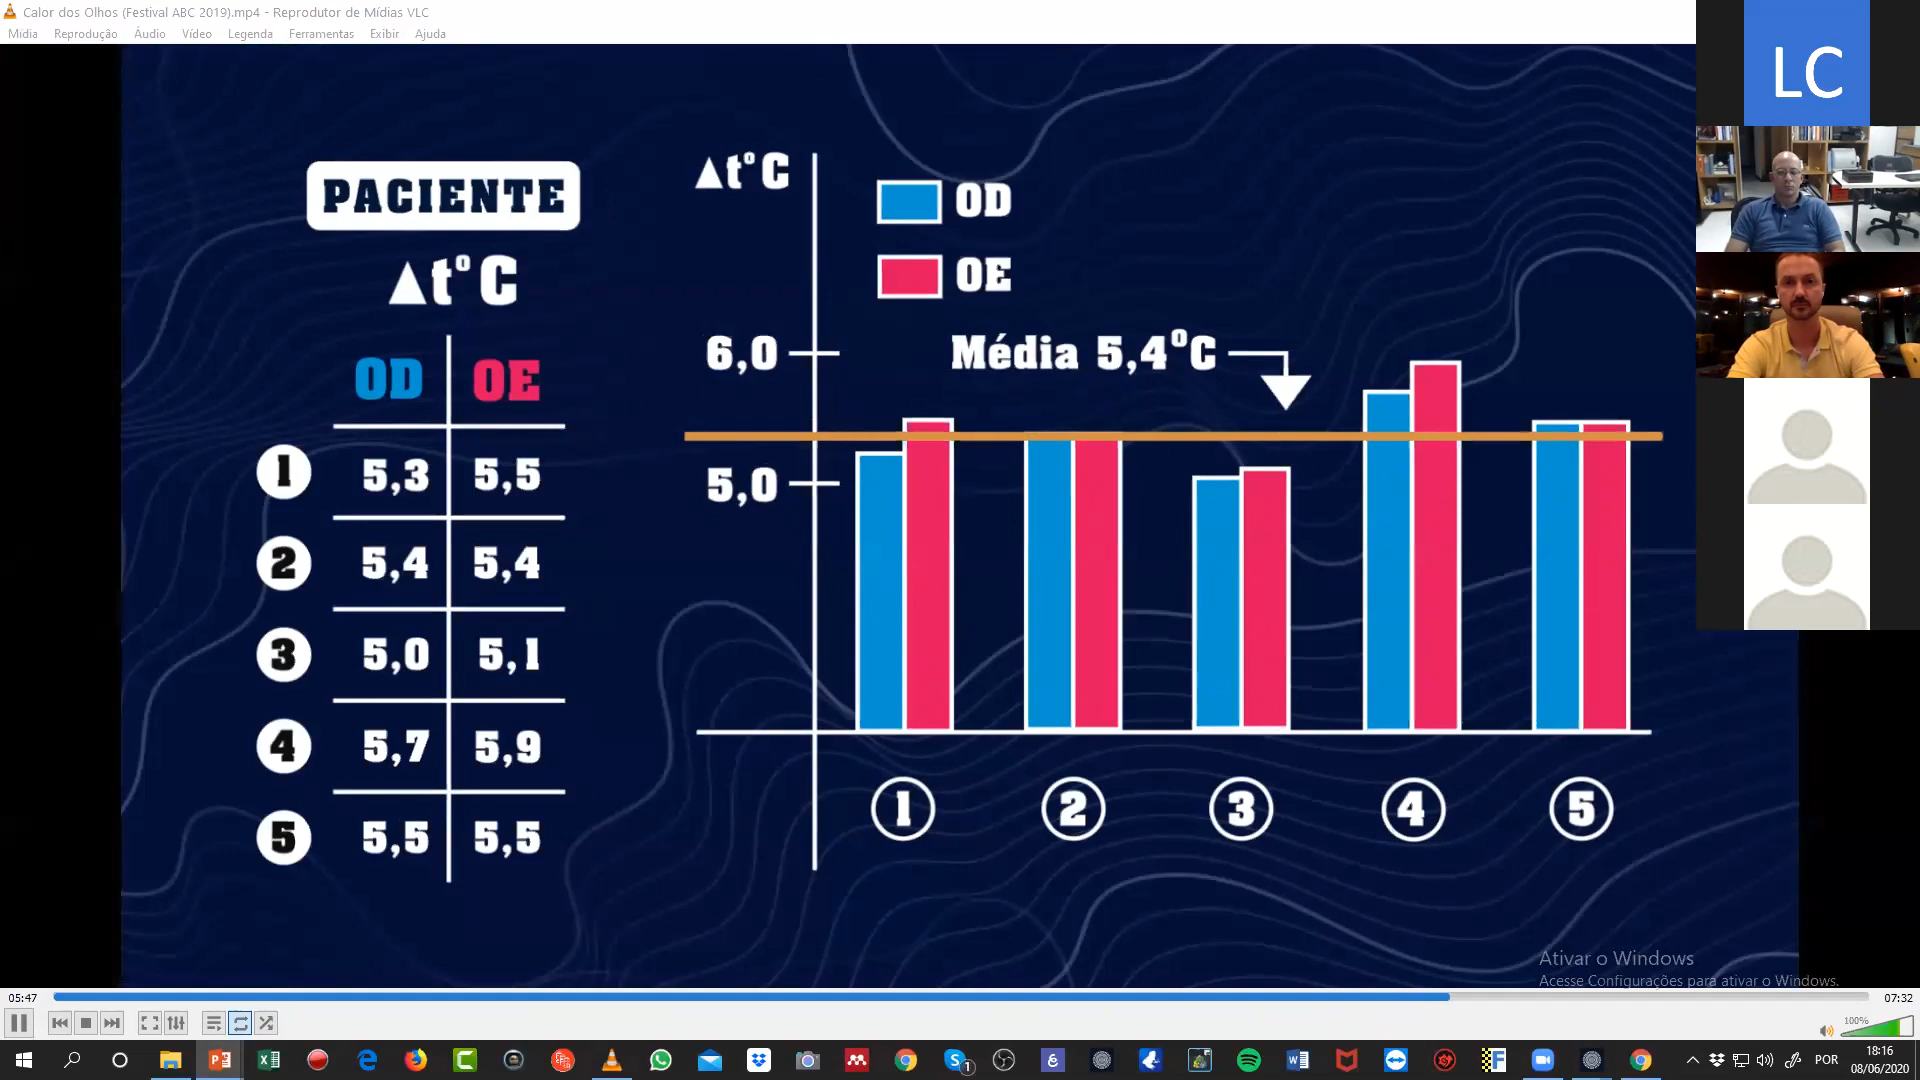 Calor dos Olhos (Festival ABC 2019).mp4 - Reprodutor de Mídias VLC
Mídia Reprodução Áudio Vídeo Legenda Ferramentas Exibir Ajuda
LC
PACIENTE
▲t°C
OD OE
1 5,3 5,5
2 5,4 5,4
3 5,0 5,1
4 5,7 5,9
5 5,5 5,5
▲t°C
OD
OE
6,0
Média 5,4°C
5,0
1 2 3 4 5
Ativar o Windows
Acesse Configurações para ativar o Windows.
05:47
07:32
100%
POR
18:16
08/06/2020